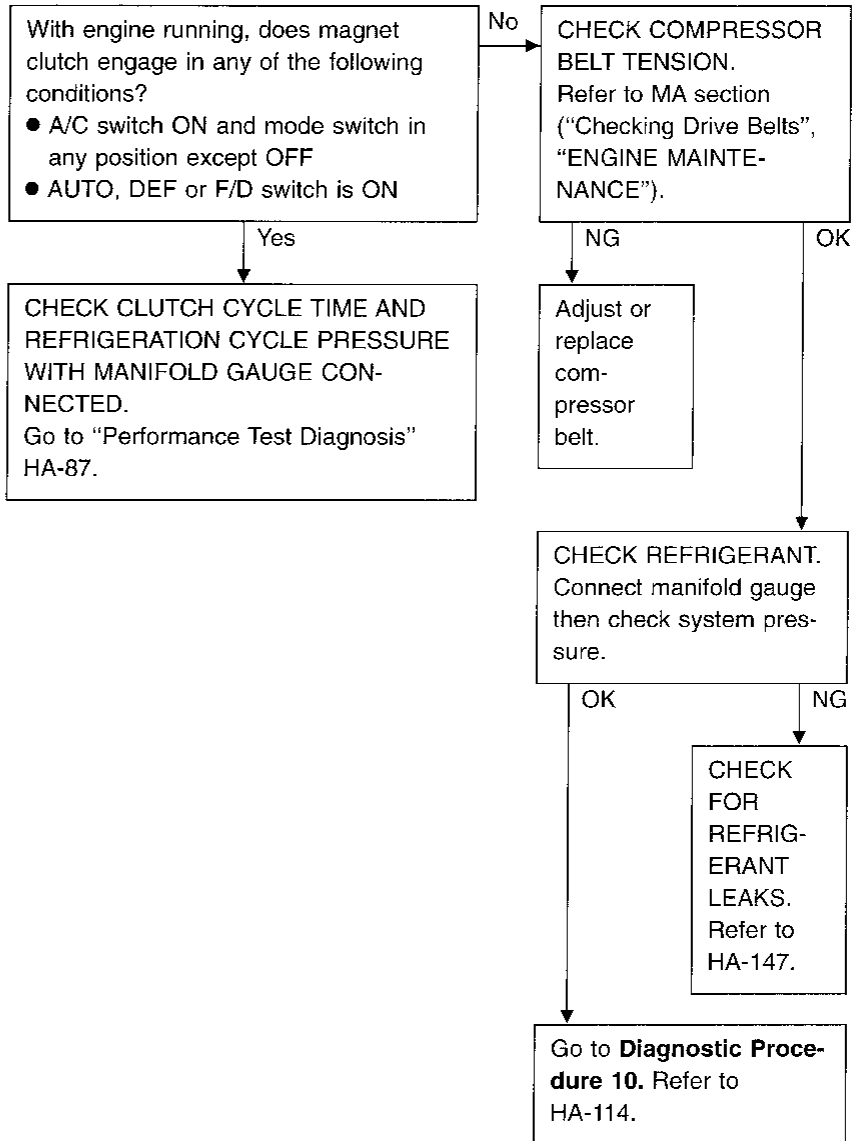 With engine running, does magnet
clutch engage in any of the following
conditions?
● A/C switch ON and mode switch in
any position except OFF
● AUTO, DEF or F/D switch is ON
No
CHECK COMPRESSOR
BELT TENSION.
Refer to MA section
(“Checking Drive Belts”,
“ENGINE MAINTE-
NANCE”).
Yes
NG
OK
CHECK CLUTCH CYCLE TIME AND
REFRIGERATION CYCLE PRESSURE
WITH MANIFOLD GAUGE CON-
NECTED.
Go to “Performance Test Diagnosis”
HA-87.
Adjust or
replace
com-
pressor
belt.
CHECK REFRIGERANT.
Connect manifold gauge
then check system pres-
sure.
OK
NG
CHECK
FOR
REFRIG-
ERANT
LEAKS.
Refer to
HA-147.
Go to Diagnostic Proce-
dure 10. Refer to
HA-114.